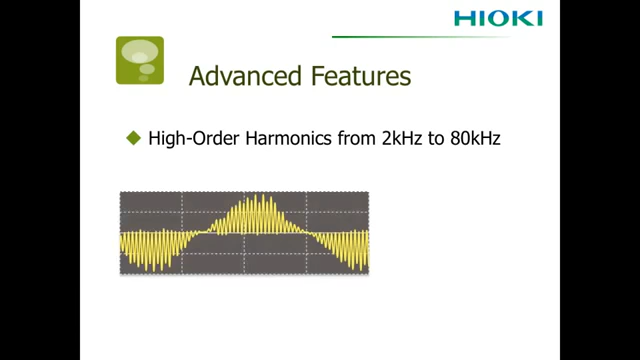 HIOKI
Advanced Features
High-Order Harmonics from 2kHz to 80kHz